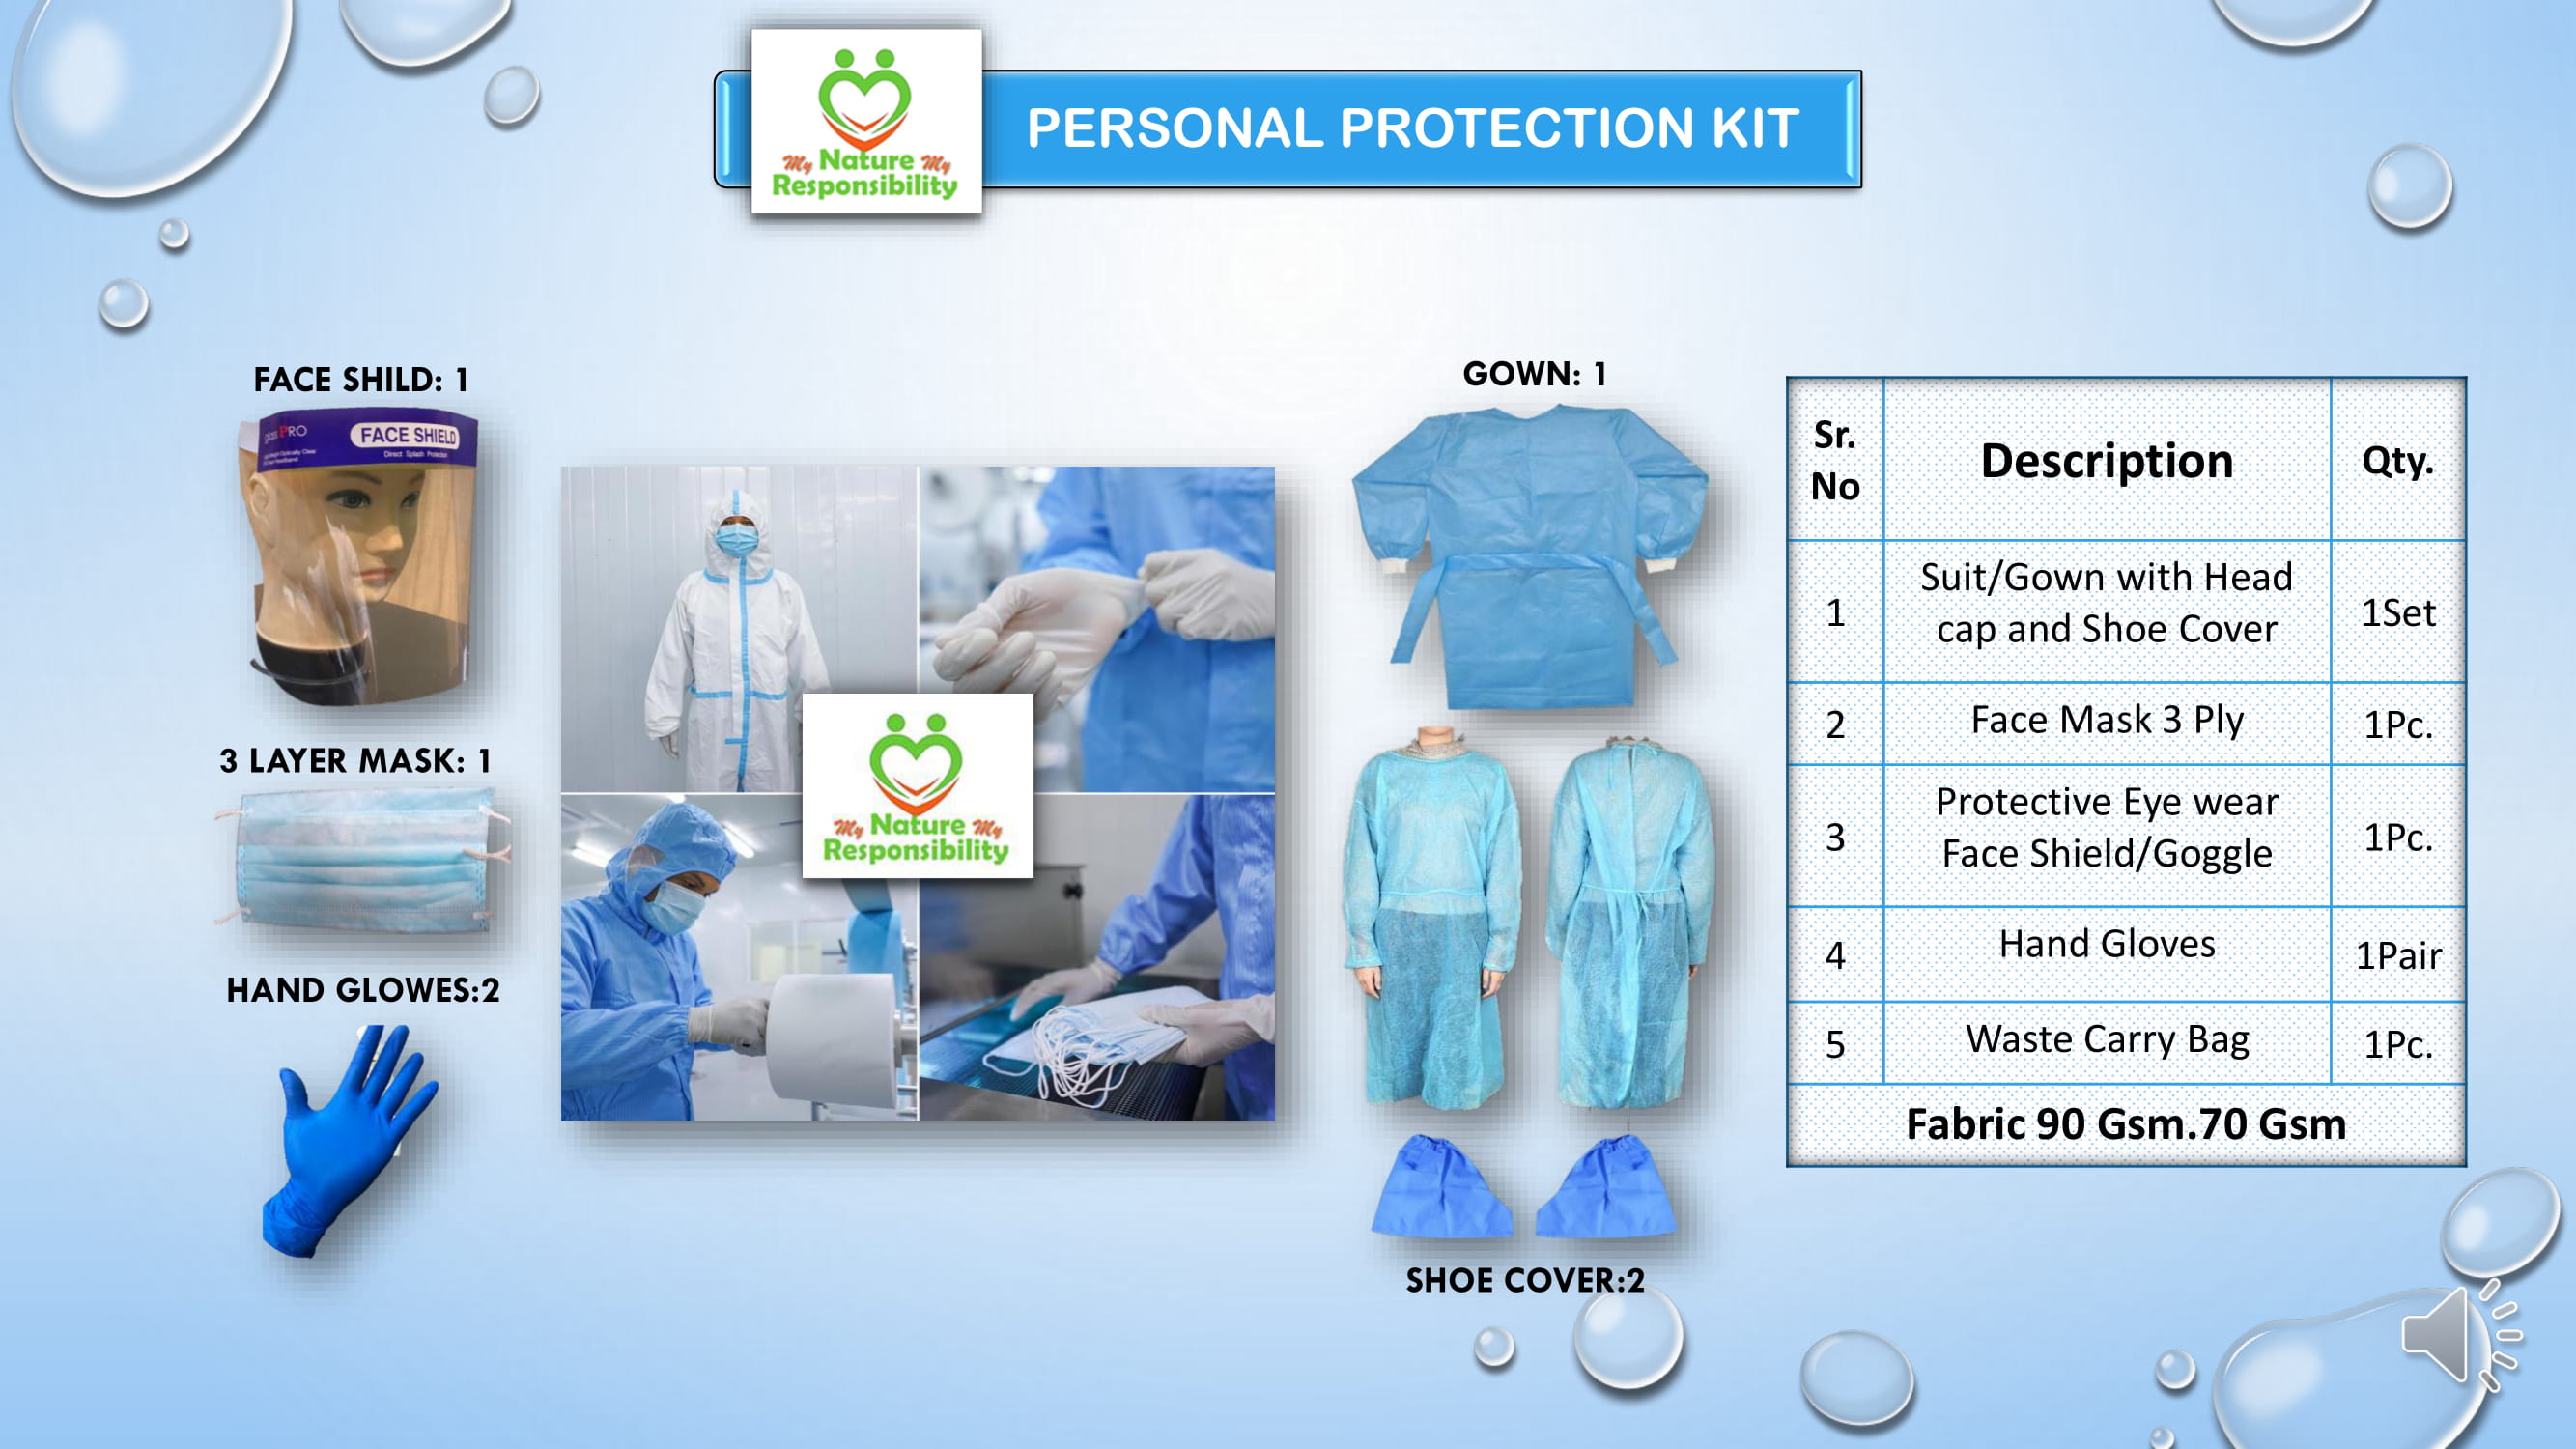 My Nature My
Responsibility
PERSONAL PROTECTION KIT
FACE SHILD: 1
PRO
FACE SHIELD
Direct Splash Protection
3 LAYER MASK: 1
HAND GLOWES:2
My Nature My
Responsibility
GOWN: 1
SHOE COVER:2
Sr.
No
Description
Qty.
1
Suit/Gown with Head
cap and Shoe Cover
1Set
2
Face Mask 3 Ply
1Pc.
3
Protective Eye wear
Face Shield/Goggle
1Pc.
4
Hand Gloves
1Pair
5
Waste Carry Bag
1Pc.
Fabric 90 Gsm.70 Gsm